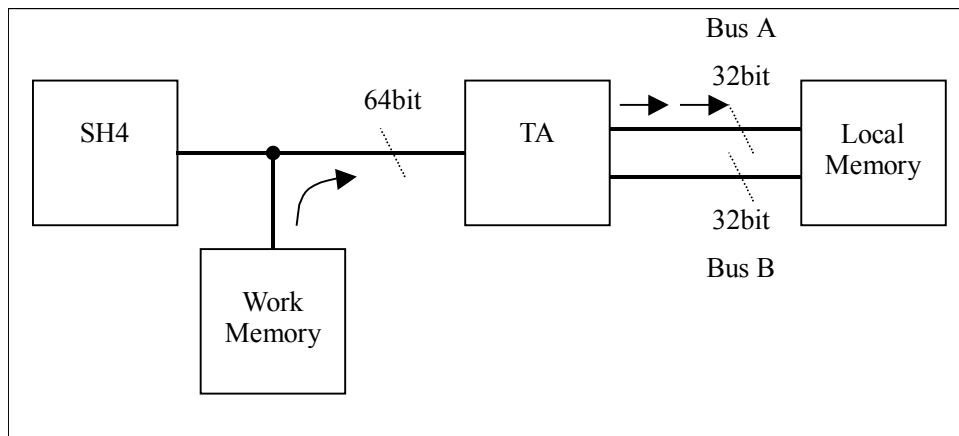 Bus A
32bit
64bit
SH4
TA
Local
Memory
32bit
Bus B
Work
Memory